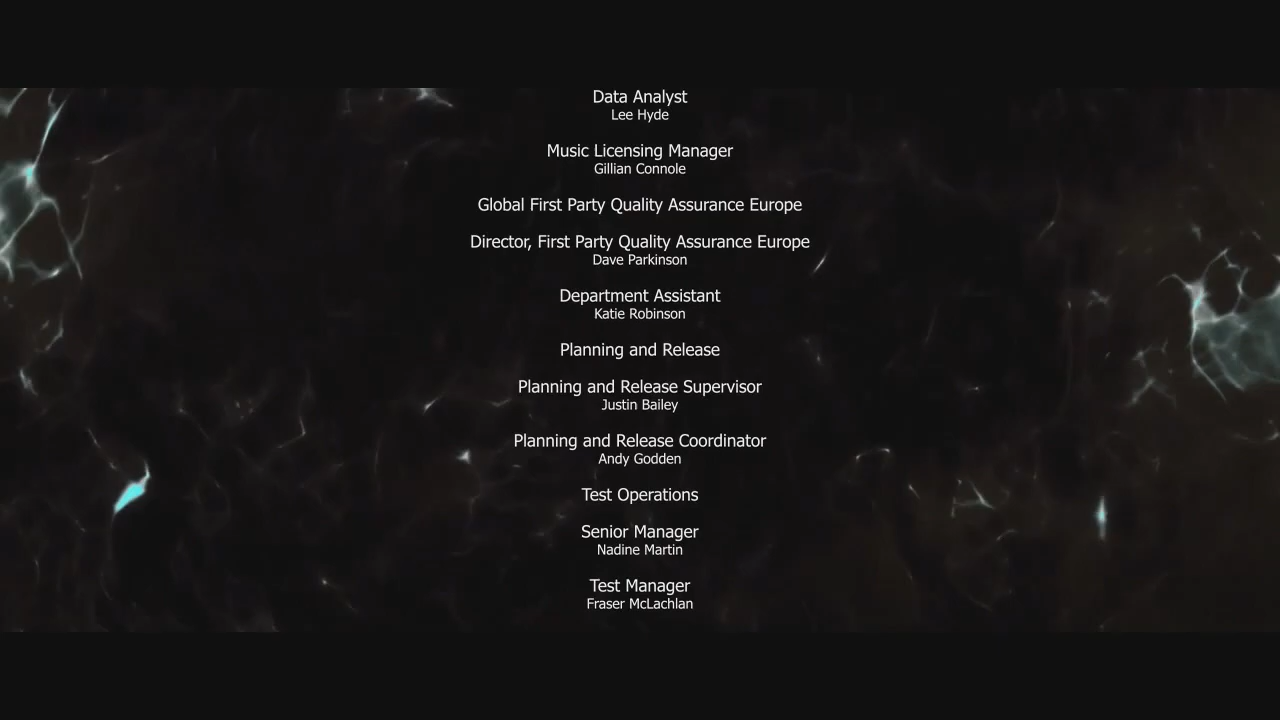 Data Analyst
Lee Hyde
Music Licensing Manager
Gillian Connole
Global First Party Quality Assurance Europe
Director, First Party Quality Assurance Europe
Dave Parkinson
Department Assistant
Katie Robinson
Planning and Release
Planning and Release Supervisor
Justin Bailey
Planning and Release Coordinator
Andy Godden
Test Operations
Senior Manager
Nadine Martin
Test Manager
Fraser McLachlan